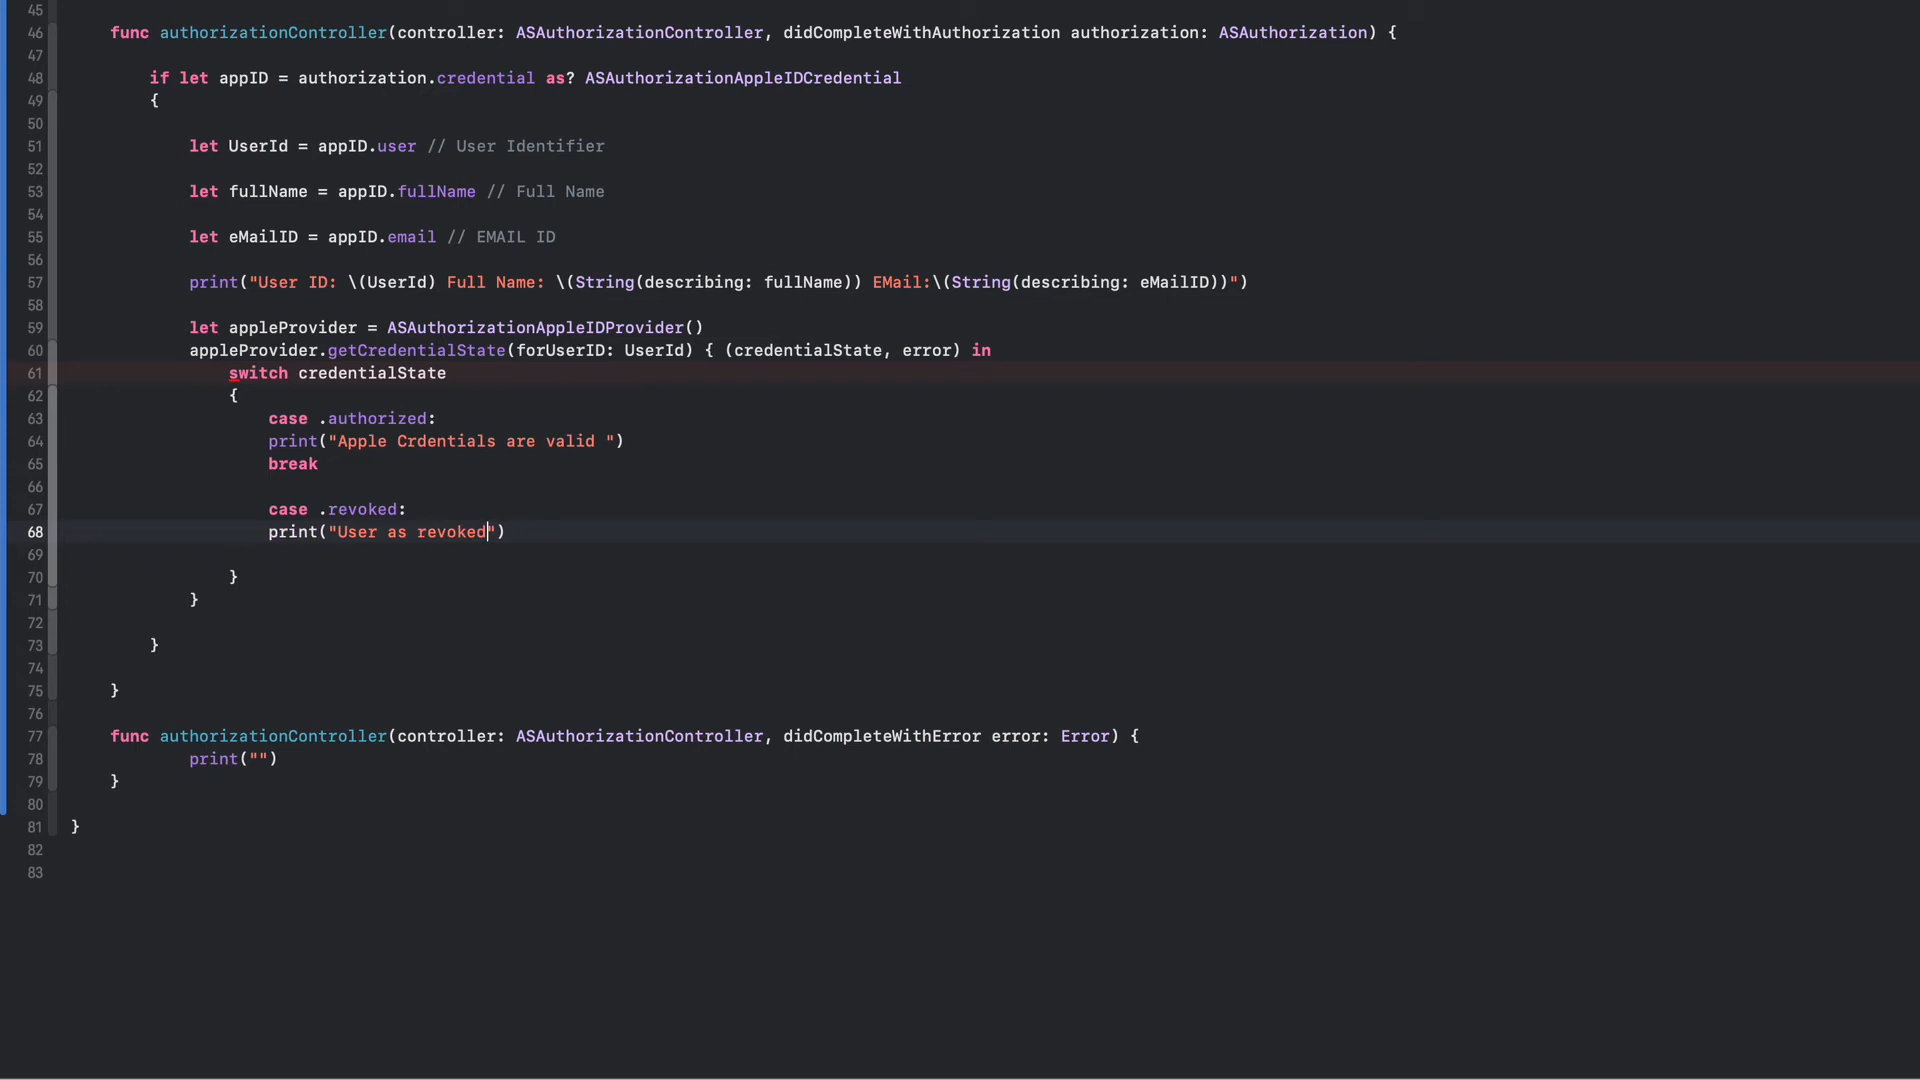 45
46 func authorizationController(controller: ASAuthorizationController, didCompleteWithAuthorization authorization: ASAuthorization) {
47
48 if let appID = authorization.credential as? ASAuthorizationAppleIDCredential
49 {
50
51 let UserId = appID.user // User Identifier
52
53 let fullName = appID.fullName // Full Name
54
55 let eMailID = appID.email // EMAIL ID
56
57 print("User ID: \(UserId) Full Name: \(String(describing: fullName)) EMail:\(String(describing: eMailID))")
58
59 let appleProvider = ASAuthorizationAppleIDProvider()
60 appleProvider.getCredentialState(forUserID: UserId) { (credentialState, error) in
61 switch credentialState
62 {
63 case .authorized:
64 print("Apple Crdentials are valid ")
65 break
66
67 case .revoked:
68 print("User as revoked")
69
70 }
71 }
72
73 }
74
75 }
76
77 func authorizationController(controller: ASAuthorizationController, didCompleteWithError error: Error) {
78 print("")
79 }
80
81 }
82
83